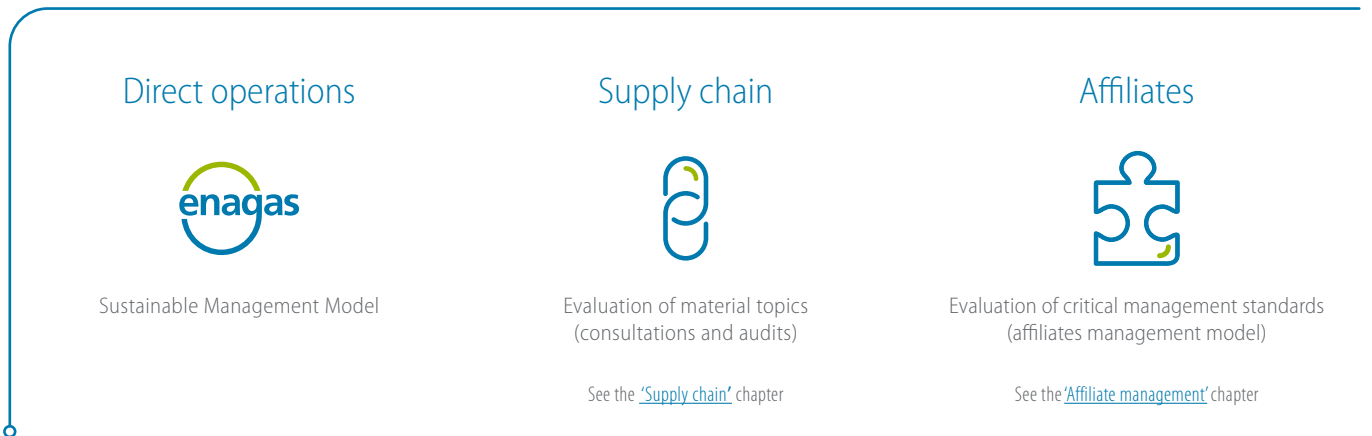 Direct operations
enagas
Sustainable Management Model
Supply chain
Evaluation of material topics
(consultations and audits)
See the 'Supply chain' chapter
Affiliates
Evaluation of critical management standards
(affiliates management model)
See the 'Affiliate management' chapter